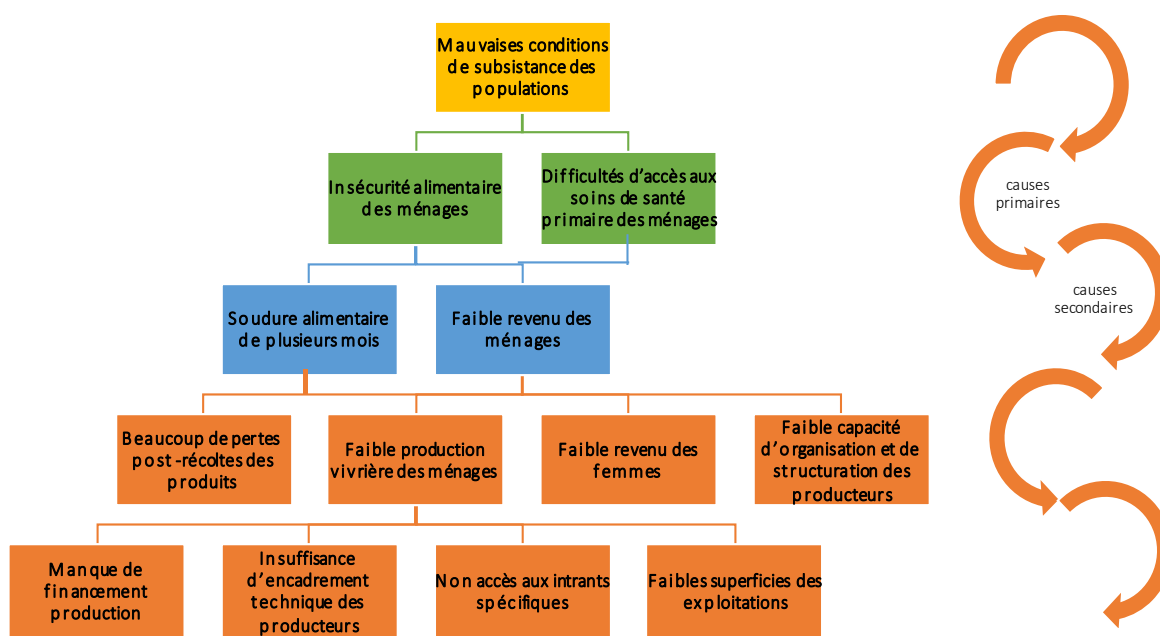 Mauvaises conditions
de subsistance des
populations
Insécurité alimentaire
des ménages
Difficultés d'accès aux
soins de santé
primaire des ménages
causes
primaires
Soudure alimentaire
de plusieurs mois
Faible revenu des
ménages
causes
secondaires
Beaucoup de pertes
post -récoltes des
produits
Faible production
vivrière des ménages
Faible revenu des
femmes
Faible capacité
d'organisation et de
structuration des
producteurs
Manque de
financement
production
Insuffisance
d'encadrement
technique des
producteurs
Non accès aux intrants
spécifiques
Faibles superficies des
exploitations